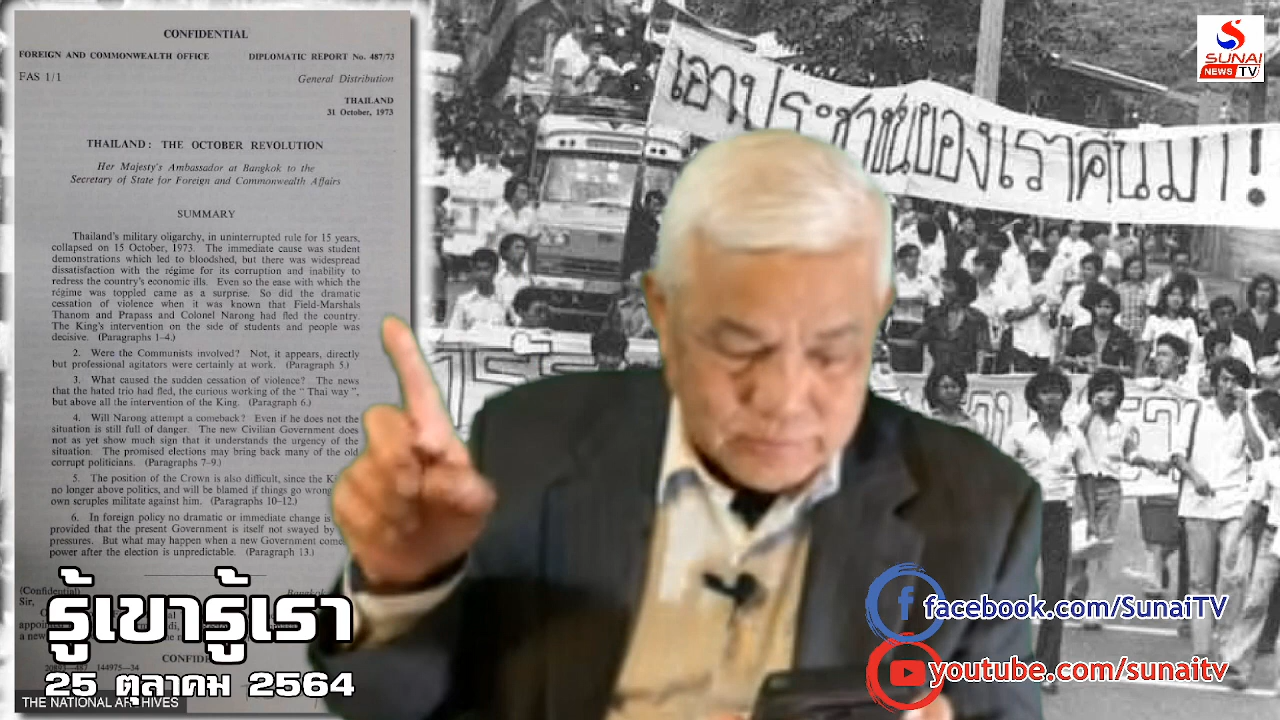 CONFIDENTIAL
FOREIGN AND COMMONWEALTH OFFICE DIPLOMATIC REPORT No. 487/73
FAS 1/1 General Distribution
THAILAND
31 October, 1973
THAILAND: THE OCTOBER REVOLUTION
Her Majesty's Ambassador at Bangkok to the
Secretary of State for Foreign and Commonwealth Affairs
SUMMARY
Thailand's military oligarchy, in uninterrupted rule for 15 years,
collapsed on 15 October, 1973. The immediate cause was student
demonstrations which led to bloodshed, but there was widespread
dissatisfaction with the régime for its corruption and inability to
redress the country's economic ills. Even so the ease with which the
régime was toppled came as a surprise. So did the dramatic
cessation of violence when it was known that Field-Marshals
Thanom and Prapass and Colonel Narong had fled the country.
The King's intervention on the side of students and people was
decisive. (Paragraphs 1-4.)
2. Were the Communists involved? Not, it appears, directly
but professional agitators were certainly at work. (Paragraph 5.)
3. What caused the sudden cessation of violence? The news
that the hated trio had fled, the curious working of the "Thai way",
but above all the intervention of the King. (Paragraph 6.)
4. Will Narong attempt a comeback? Even if he does not the
situation is still full of danger. The new Civilian Government does
not as yet show much sign that it understands the urgency of the
situation. The promised elections may bring back many of the old
corrupt politicians. (Paragraphs 7-9.)
5. The position of the Crown is also difficult, since the
no longer above politics, and will be blamed if things go
own scruples militate against him. (Paragraphs 10-12.)
6. In foreign policy no dramatic or immediate change is
provided that the present Government is itself not swayed by
pressures. But what may happen when a new Government
power after the election is unpredictable. (Paragraph 13.)
(Confidential)
Sir,
THE NATIONAL ARCHIVES
เอาประชาชนของเราคืนมา!
SUNAI
NEWS TV
รู้เขารู้เรา
25 ตุลาคม 2564
facebook.com/SunaiTV
youtube.com/sunaitv